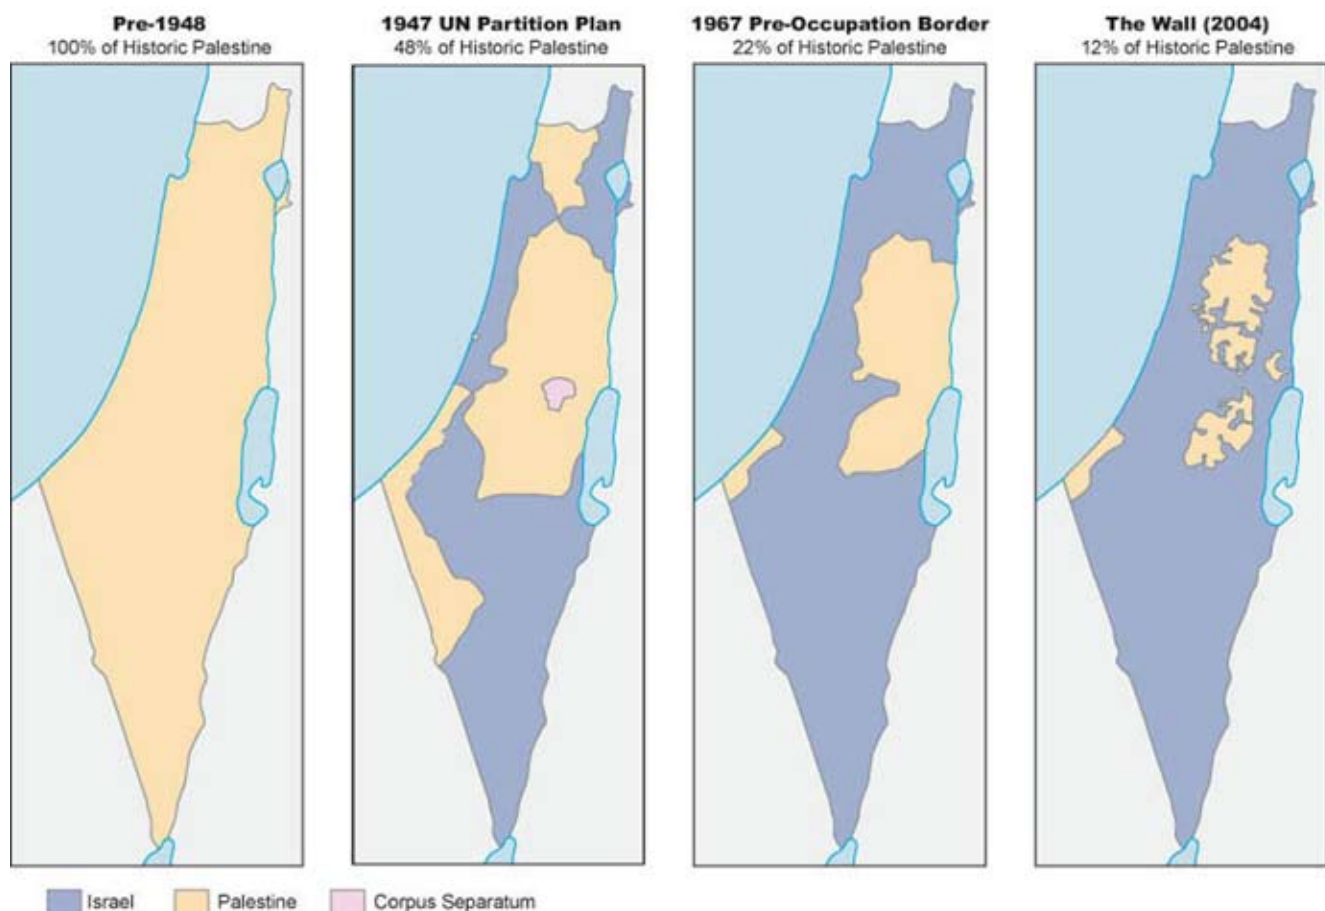 Pre-1948
100% of Historic Palestine
1947 UN Partition Plan
48% of Historic Palestine
1967 Pre-Occupation Border
22% of Historic Palestine
The Wall (2004)
12% of Historic Palestine
Israel
Palestine
Corpus Separatum